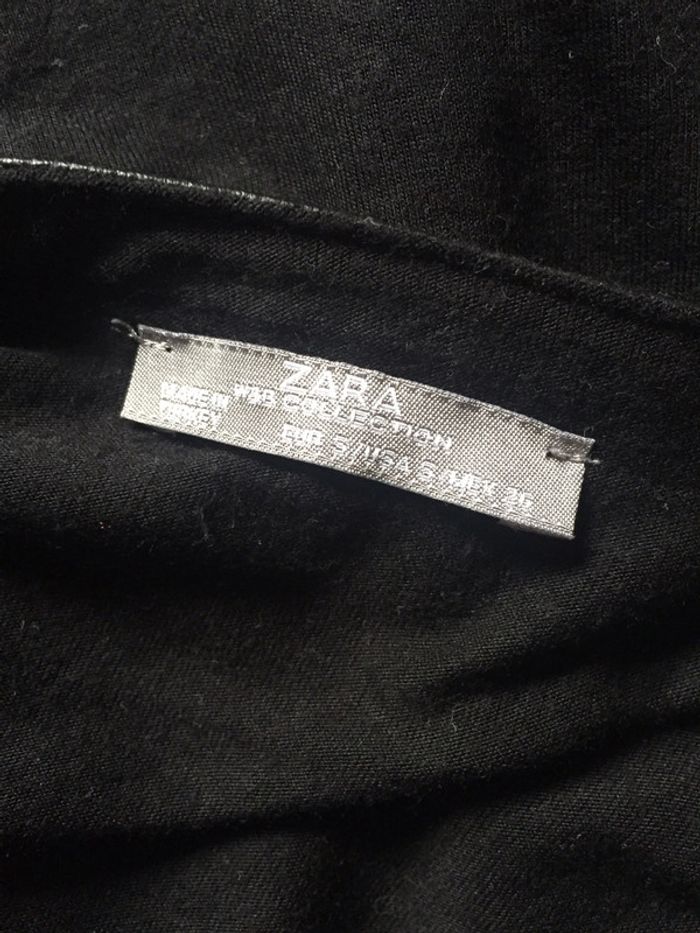 ZARA
W&B COLLECTION
MADE IN
TURKEY
EUR S/USA S/MEX 26